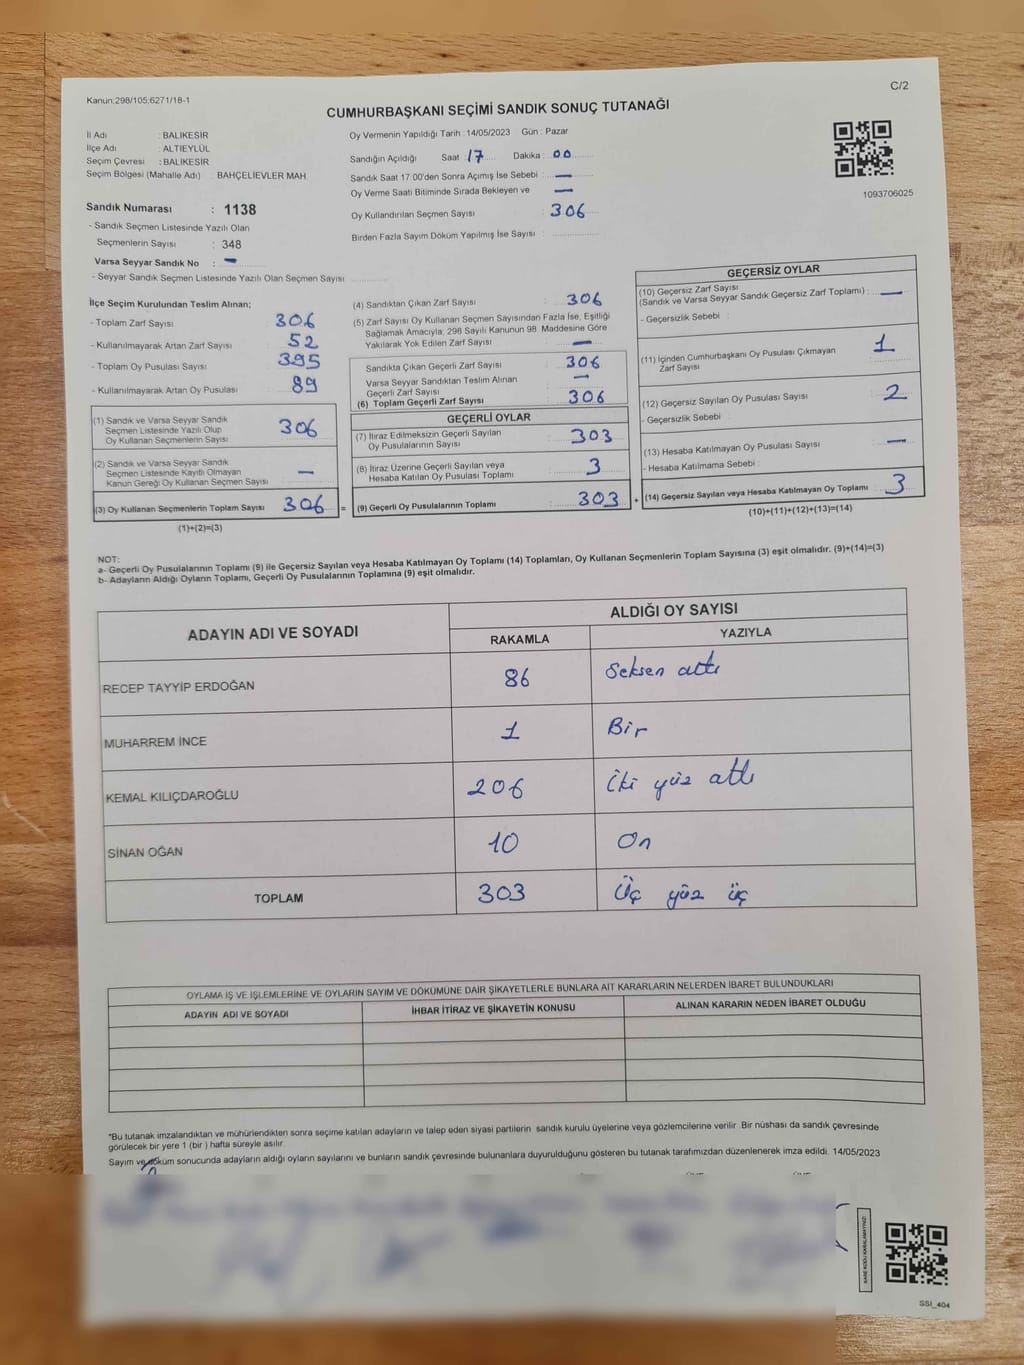 Kanun:298/105;6271/18-1
C/2
CUMHURBAŞKANI SEÇİMİ SANDIK SONUÇ TUTANAĞI
İl Adı : BALIKESİR
İlçe Adı : ALTIEYLÜL
Seçim Çevresi : BALIKESİR
Seçim Bölgesi (Mahalle Adı) : BAHÇELİEVLER MAH
Sandık Numarası : 1138
- Sandık Seçmen Listesinde Yazılı Olan
Seçmenlerin Sayısı : 348
Varsa Seyyar Sandık No : -
- Seyyar Sandık Seçmen Listesinde Yazılı Olan Seçmen Sayısı
Oy Vermenin Yapıldığı Tarih : 14/05/2023 Gün : Pazar
Sandığın Açıldığı Saat : 17 Dakika : 00
Sandık Saat 17:00'den Sonra Açımış İse Sebebi : —
Oy Verme Saati Bitiminde Sırada Bekleyen ve —
Oy Kullandırılan Seçmen Sayısı : 306
Birden Fazla Sayım Döküm Yapılmış İse Sayısı :
1093706025
İlçe Seçim Kurulundan Teslim Alınan;
- Toplam Zarf Sayısı 306
- Kullanılmayarak Artan Zarf Sayısı 52
- Toplam Oy Pusulası Sayısı 395
- Kullanılmayarak Artan Oy Pusulası 89
(1) Sandık ve Varsa Seyyar Sandık
Seçmen Listesinde Yazılı Olup
Oy Kullanan Seçmenlerin Sayısı 306
(2) Sandık ve Varsa Seyyar Sandık
Seçmen Listesinde Kayıtlı Olmayan
Kanun Gereği Oy Kullanan Seçmen Sayısı : —
(3) Oy Kullanan Seçmenlerin Toplam Sayısı 306 =
(1)+(2)=(3)
(4) Sandıktan Çıkan Zarf Sayısı : 306
(5) Zarf Sayısı Oy Kullanan Seçmen Sayısından Fazla İse, Eşitliği
Sağlamak Amacıyla, 298 Sayılı Kanunun 98. Maddesine Göre
Yakılarak Yok Edilen Zarf Sayısı : —
Sandıkta Çıkan Geçerli Zarf Sayısı : 306
Varsa Seyyar Sandıktan Teslim Alınan
Geçerli Zarf Sayısı : —
(6) Toplam Geçerli Zarf Sayısı : 306
GEÇERLİ OYLAR
(7) İtiraz Edilmeksizin Geçerli Sayılan
Oy Pusulalarının Sayısı : 303
(8) İtiraz Üzerine Geçerli Sayılan veya
Hesaba Katılan Oy Pusulası Toplamı : 3
(9) Geçerli Oy Pusulalarının Toplamı : 303 +
GEÇERSİZ OYLAR
(10) Geçersiz Zarf Sayısı
(Sandık ve Varsa Seyyar Sandık Geçersiz Zarf Toplamı) : —
- Geçersizlik Sebebi :
(11) İçinden Cumhurbaşkanı Oy Pusulası Çıkmayan
Zarf Sayısı : 1
(12) Geçersiz Sayılan Oy Pusulası Sayısı : 2
- Geçersizlik Sebebi :
(13) Hesaba Katılmayan Oy Pusulası Sayısı : —
- Hesaba Katılmama Sebebi :
(14) Geçersiz Sayılan veya Hesaba Katılmayan Oy Toplamı : 3
(10)+(11)+(12)+(13)=(14)
NOT:
a- Geçerli Oy Pusulalarının Toplamı (9) ile Geçersiz Sayılan veya Hesaba Katılmayan Oy Toplamı (14) Toplamları, Oy Kullanan Seçmenlerin Toplam Sayısına (3) eşit olmalıdır. (9)+(14)=(3)
b- Adayların Aldığı Oyların Toplamı, Geçerli Oy Pusulalarının Toplamına (9) eşit olmalıdır.
ADAYIN ADI VE SOYADI
ALDIĞI OY SAYISI
RAKAMLA YAZIYLA
RECEP TAYYİP ERDOĞAN 86 Seksen altı
MUHARREM İNCE 1 Bir
KEMAL KILIÇDAROĞLU 206 İki yüz altı
SİNAN OĞAN 10 On
TOPLAM 303 Üç yüz üç
OYLAMA İŞ VE İŞLEMLERİNE VE OYLARIN SAYIM VE DÖKÜMÜNE DAİR ŞİKAYETLERLE BUNLARA AİT KARARLARIN NELERDEN İBARET BULUNDUKLARI
ADAYIN ADI VE SOYADI İHBAR İTİRAZ VE ŞİKAYETİN KONUSU ALINAN KARARIN NEDEN İBARET OLDUĞU
*Bu tutanak imzalandıktan ve mühürlendikten sonra seçime katılan adayların ve talep eden siyasi partilerin sandık kurulu üyelerine veya gözlemcilerine verilir. Bir nüshası da sandık çevresinde
görülecek bir yere 1 (bir ) hafta süreyle asılır.
Sayım ve döküm sonucunda adayların aldığı oyların sayılarını ve bunların sandık çevresinde bulunanlara duyurulduğunu gösteren bu tutanak tarafımızdan düzenlenerek imza edildi. 14/05/2023
KARE KODU KARALAMAYINIZ!
SSI_404